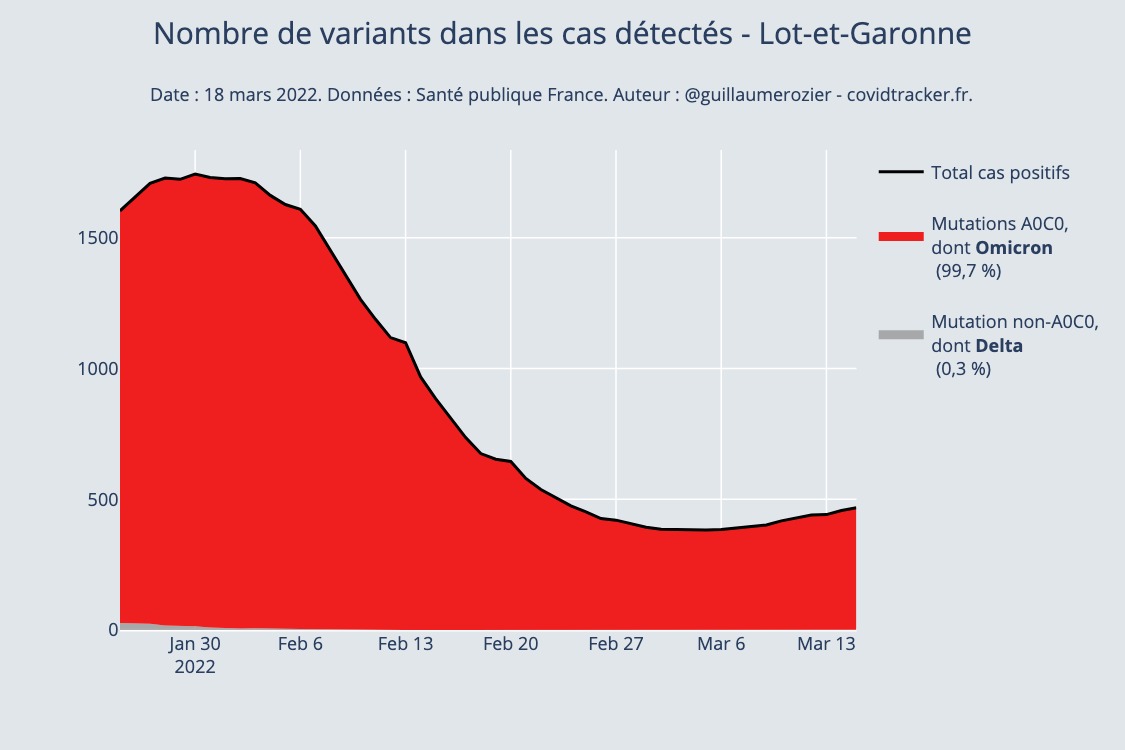 Nombre de variants dans les cas détectés - Lot-et-Garonne
Date : 18 mars 2022. Données : Santé publique France. Auteur : @guillaumerozier - covidtracker.fr.
Total cas positifs
Mutations A0C0,
dont Omicron
(99,7 %)
Mutation non-A0C0,
dont Delta
(0,3 %)
1500
1000
500
0
Jan 30 Feb 6 Feb 13 Feb 20 Feb 27 Mar 6 Mar 13
2022